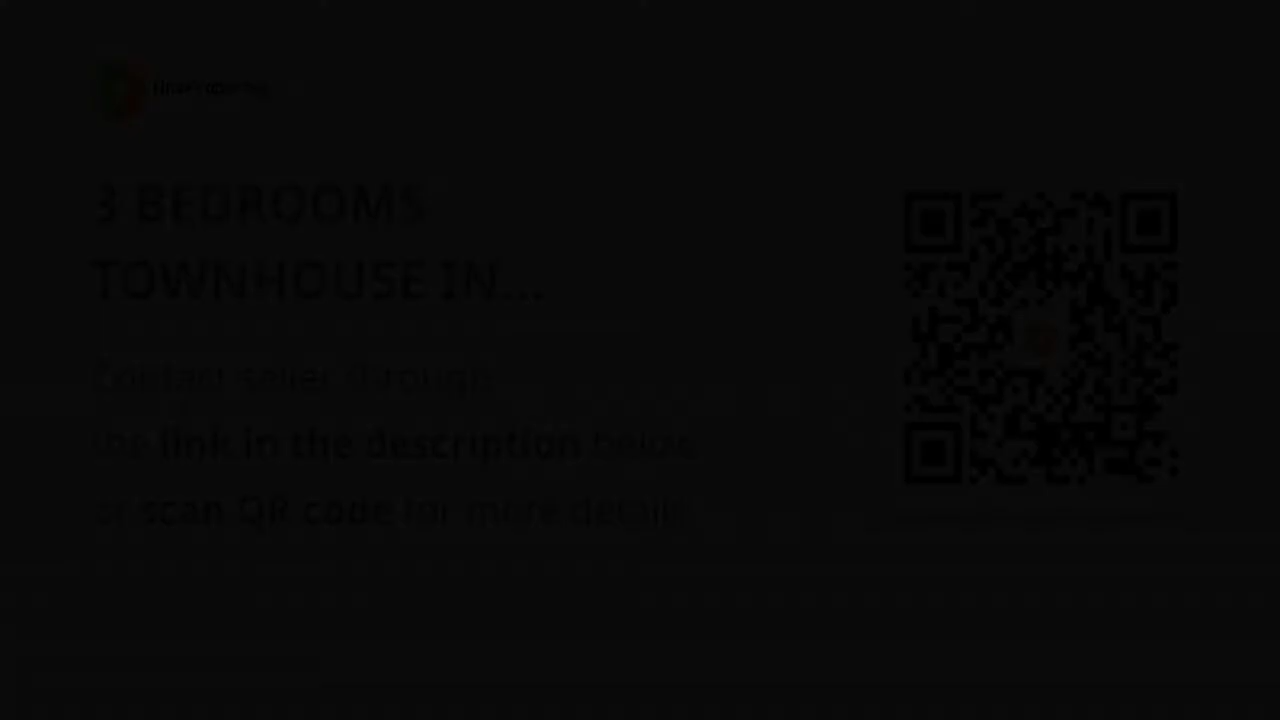 3 BEDROOMS
TOWNHOUSE IN...
Contact seller through
the link in the description below
or scan QR code for more details